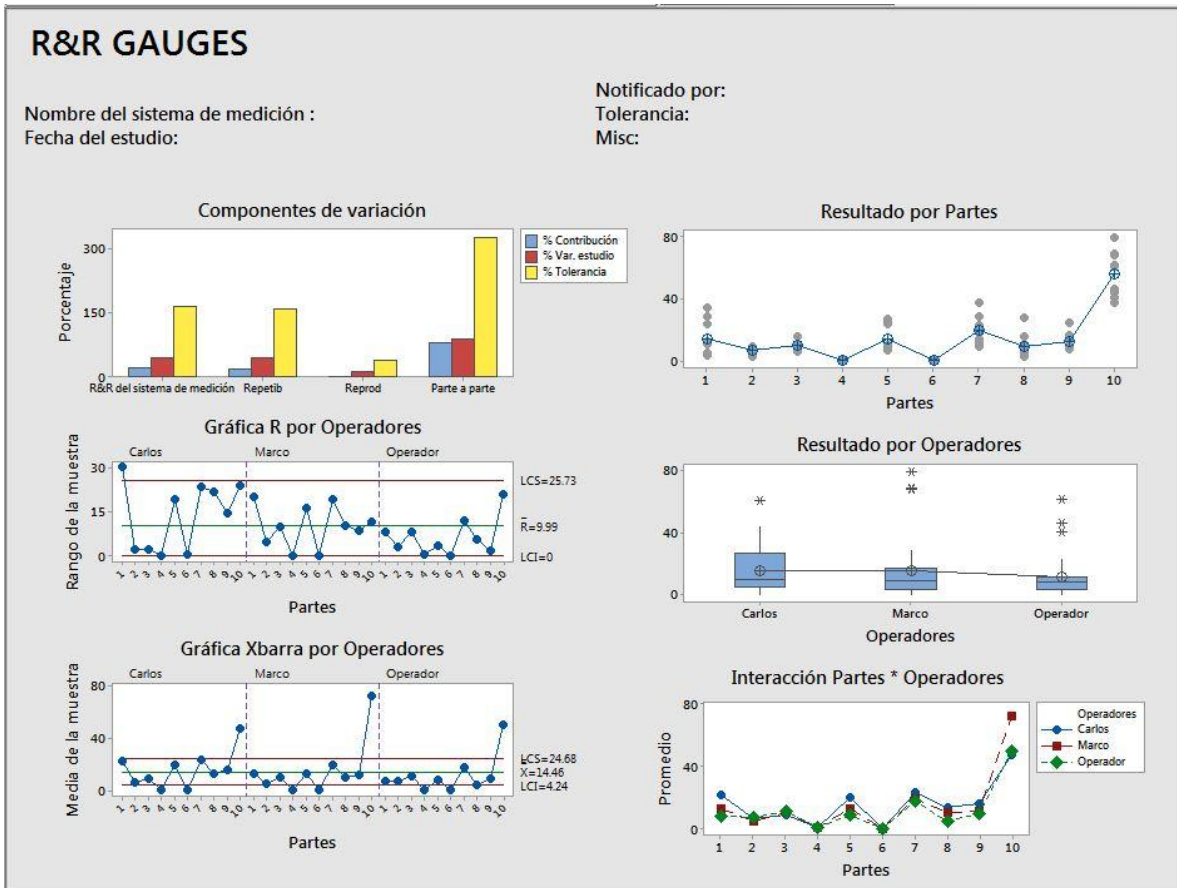 R&R GAUGES
Nombre del sistema de medición :
Fecha del estudio:
Notificado por:
Tolerancia:
Misc:
Componentes de variación
Porcentaje
300
150
0
R&R del sistema de medición Repetib Reprod Parte a parte
% Contribución
% Var. estudio
% Tolerancia
Gráfica R por Operadores
Carlos Marco Operador
Rango de la muestra
30
15
0
LCS=25.73
R=9.99
LCI=0
1 2 3 4 5 6 7 8 9 10 1 2 3 4 5 6 7 8 9 10 1 2 3 4 5 6 7 8 9 10
Partes
Gráfica Xbarra por Operadores
Carlos Marco Operador
Media de la muestra
80
40
0
LCS=24.68
X=14.46
LCI=4.24
1 2 3 4 5 6 7 8 9 10 1 2 3 4 5 6 7 8 9 10 1 2 3 4 5 6 7 8 9 10
Partes
Resultado por Partes
80
40
0
1 2 3 4 5 6 7 8 9 10
Partes
Resultado por Operadores
80
40
0
Carlos Marco Operador
Operadores
Interacción Partes * Operadores
Promedio
80
40
0
1 2 3 4 5 6 7 8 9 10
Partes
Operadores
Carlos
Marco
Operador